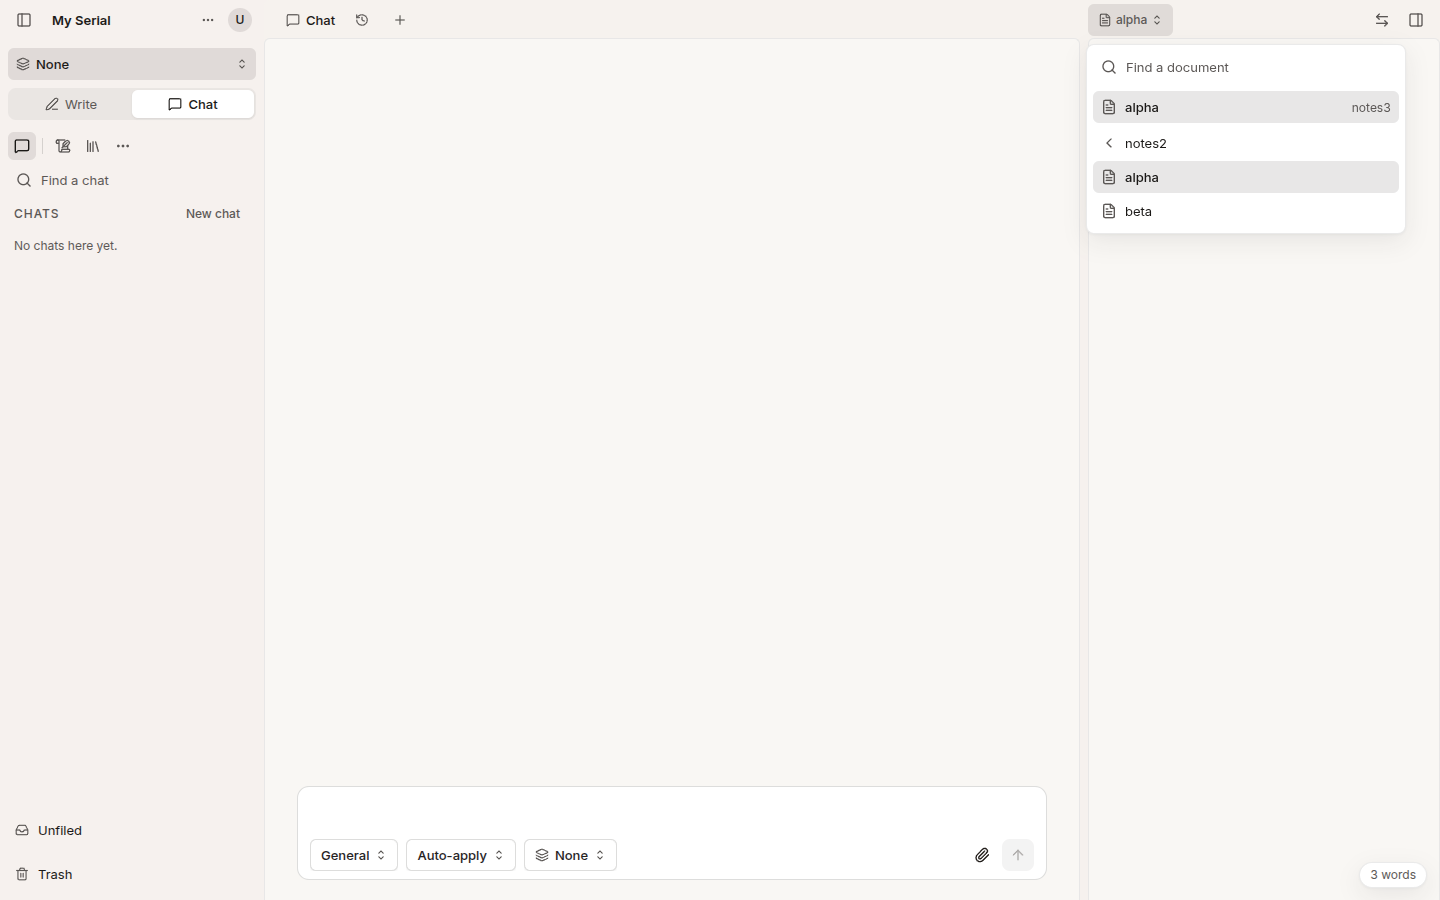 My Serial
U
None
Write
Chat
Find a chat
CHATS
New chat
No chats here yet.
Unfiled
Trash
Chat
General
Auto-apply
None
alpha
Find a document
alpha notes3
notes2
alpha
beta
3 words